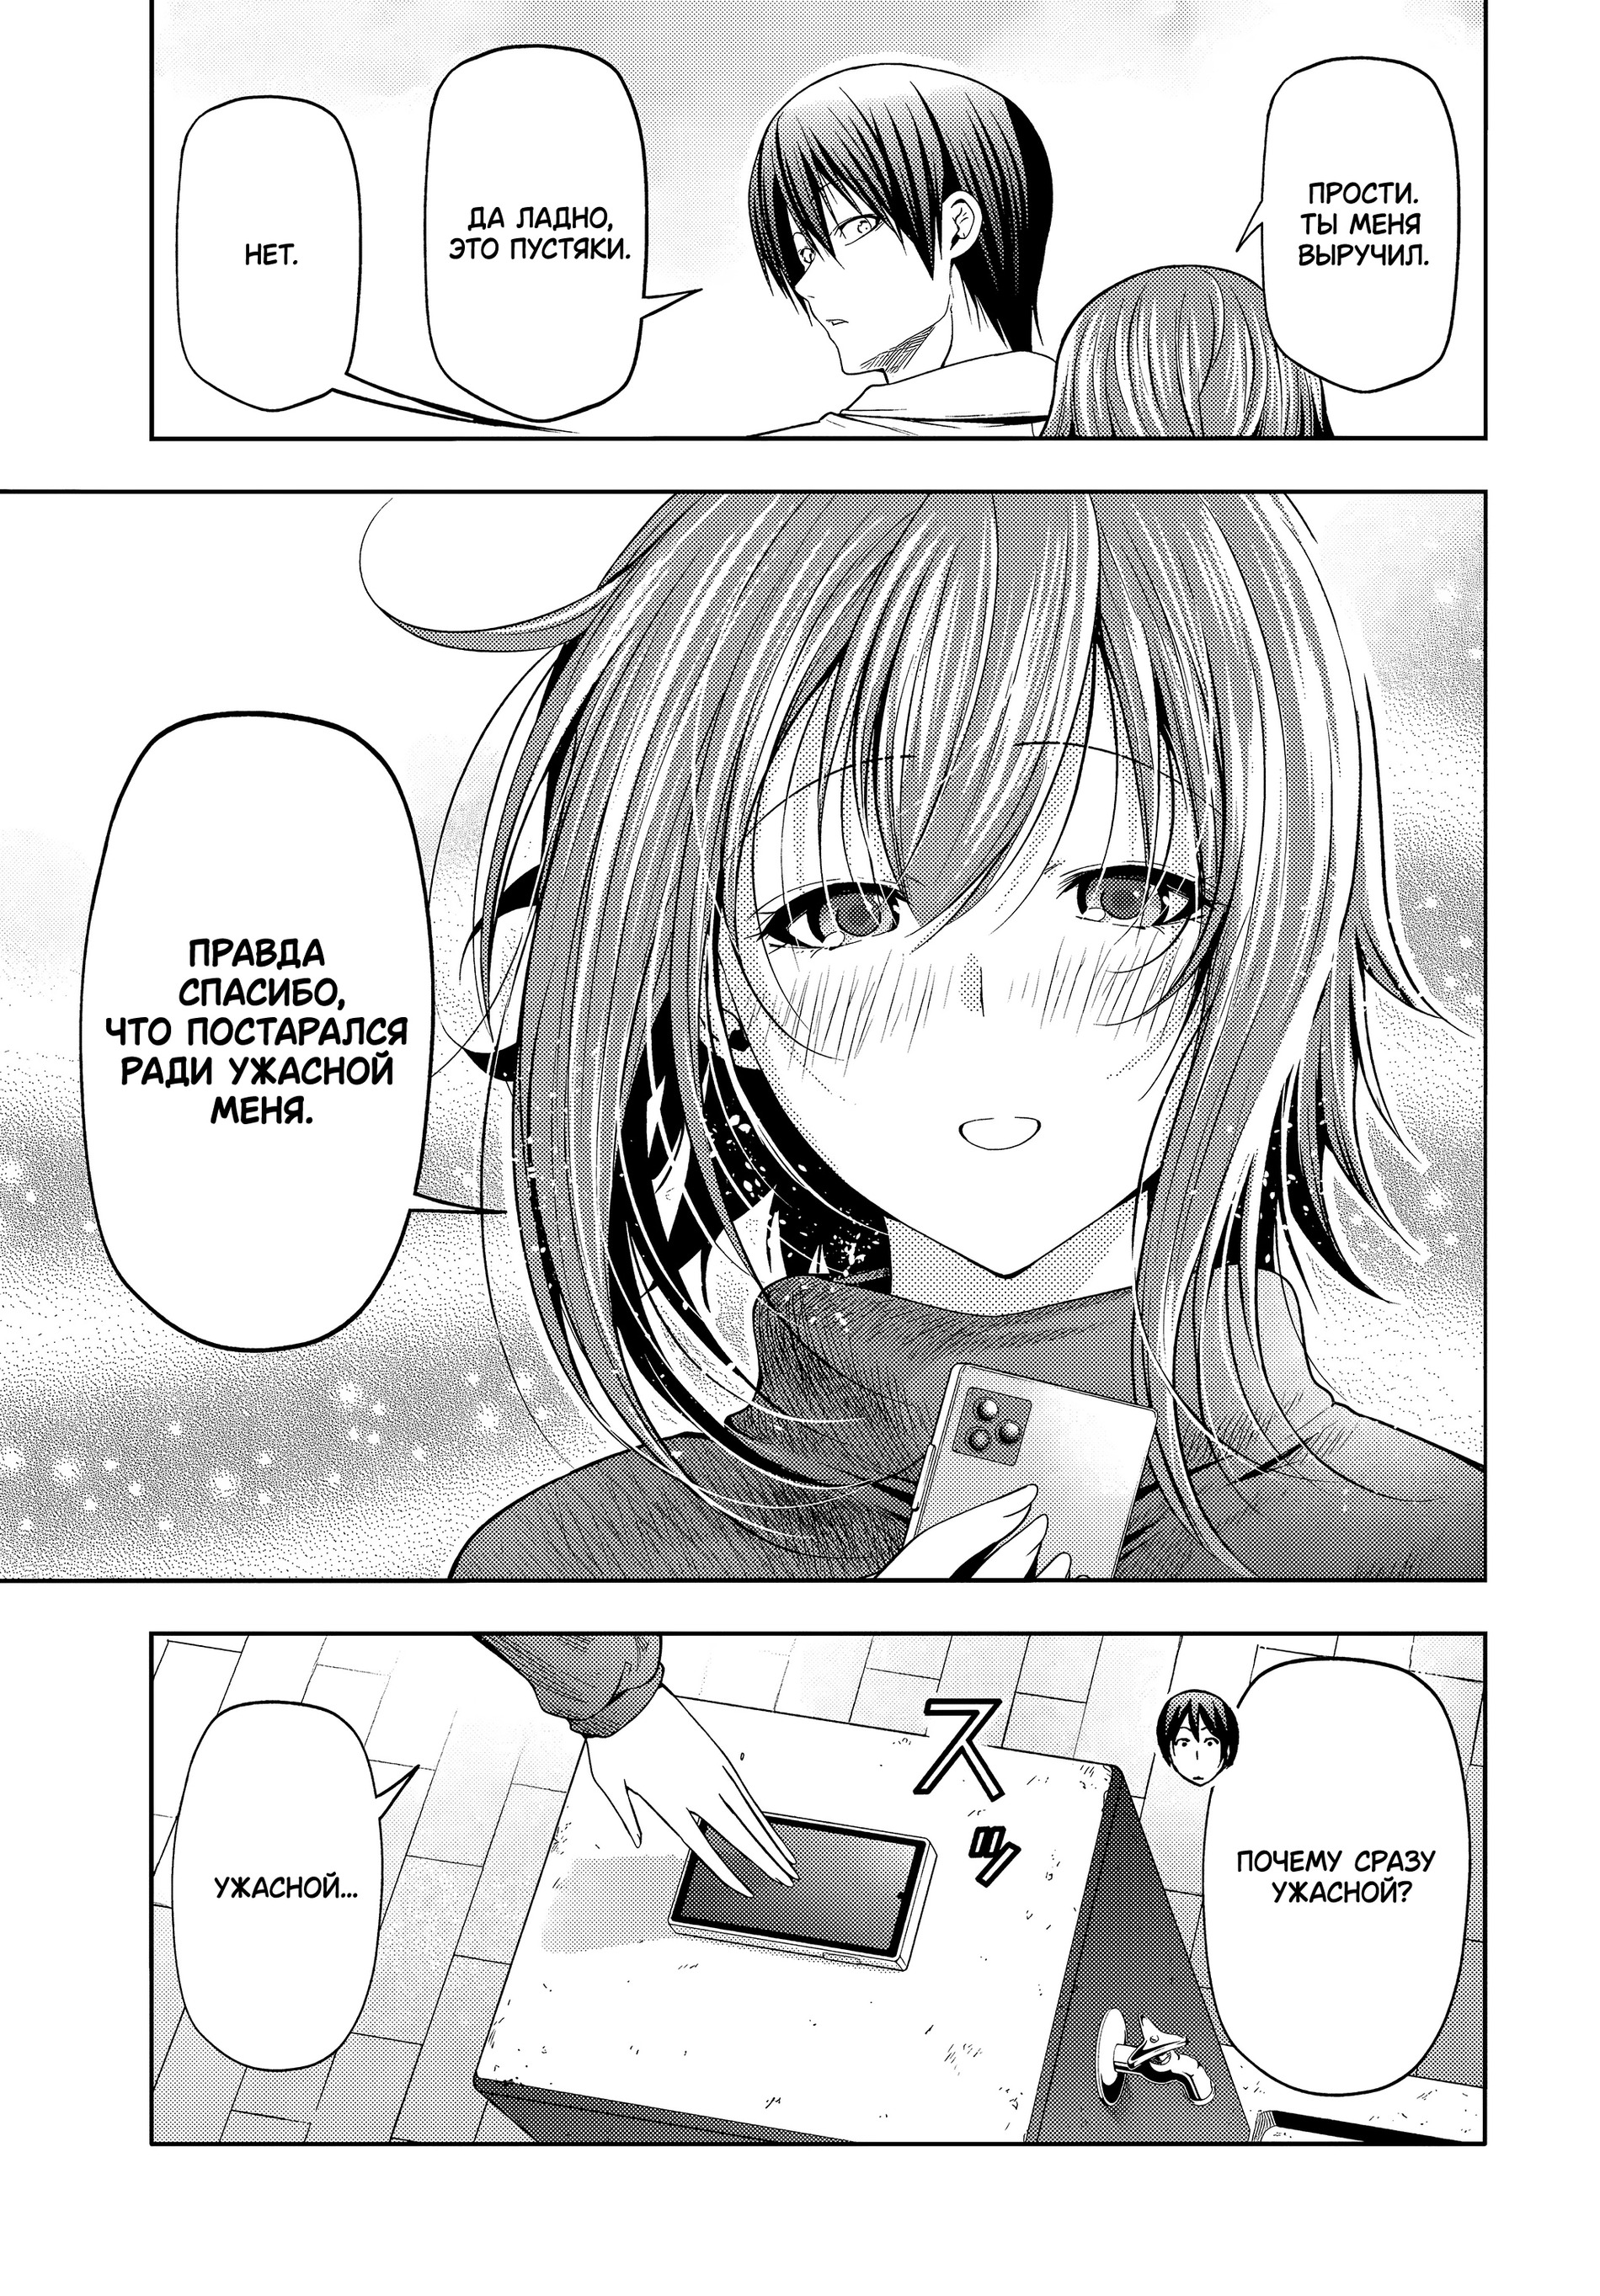 ПРОСТИ.
ТЫ МЕНЯ
ВЫРУЧИЛ.
ДА ЛАДНО,
ЭТО ПУСТЯКИ.
НЕТ.
ПРАВДА
СПАСИБО,
ЧТО ПОСТАРАЛСЯ
РАДИ УЖАСНОЙ
МЕНЯ.
ПОЧЕМУ СРАЗУ
УЖАСНОЙ?
スッ
УЖАСНОЙ...